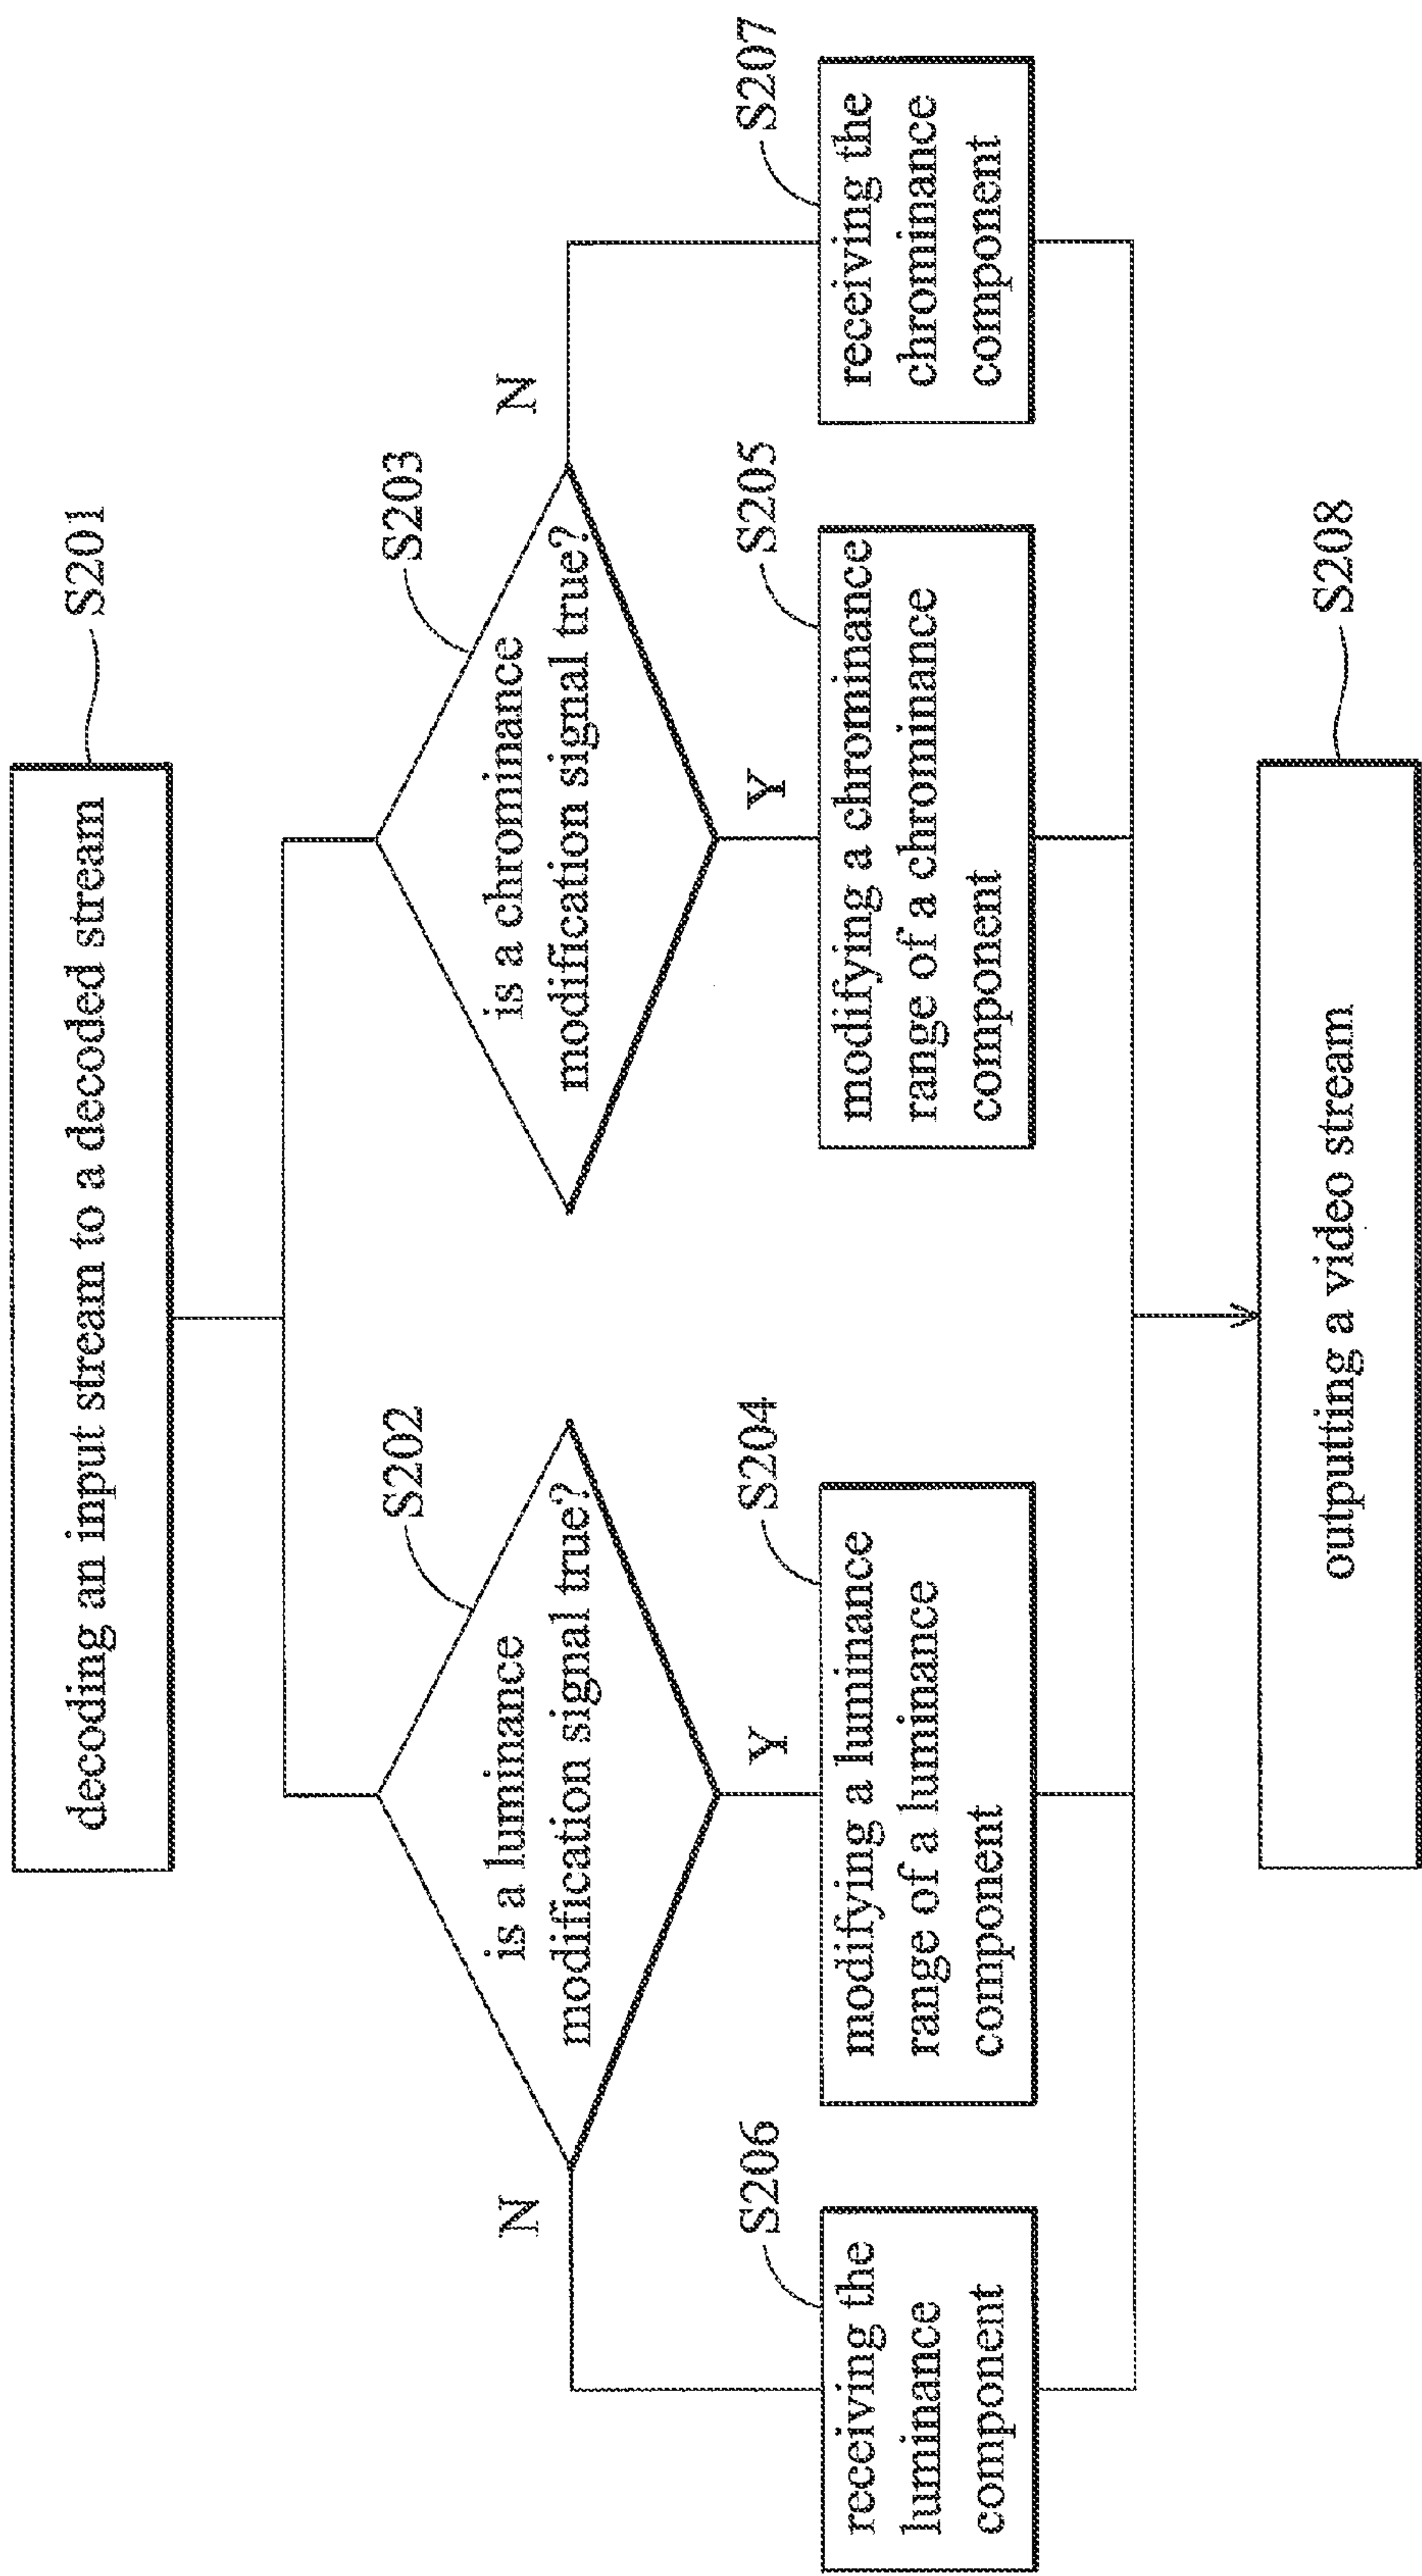 decoding an input stream to a decoded stream
S201
is a luminance
modification signal true?
S202
is a chrominance
modification signal true?
S203
N
Y
Y
N
receiving the
luminance
component
S206
modifying a luminance
range of a luminance
component
S204
modifying a chrominance
range of a chrominance
component
S205
receiving the
chrominance
component
S207
outputting a video stream
S208